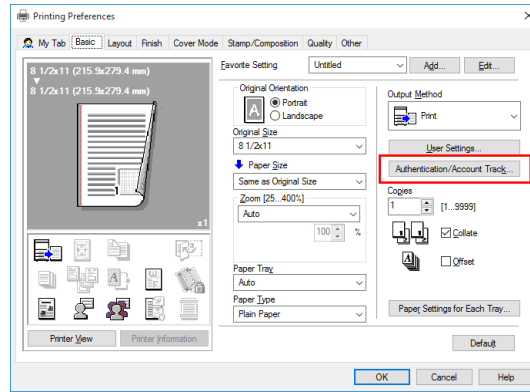 Printing Preferences
My Tab Basic Layout Finish Cover Mode Stamp/Composition Quality Other
8 1/2x11 (215.9x279.4 mm)
8 1/2x11 (215.9x279.4 mm)
1
x1
Printer View
Printer Information
Favorite Setting
Untitled
Add...
Edit...
Original Orientation
A
Portrait
Landscape
Original Size
8 1/2x11
Paper Size
Same as Original Size
Zoom [25...400%]
Auto
100 %
Paper Tray
Auto
Paper Type
Plain Paper
Output Method
Print
User Settings...
Authentication/Account Track...
Copies
1 [1...9999]
Collate
Offset
Paper Settings for Each Tray...
Default
OK Cancel Help